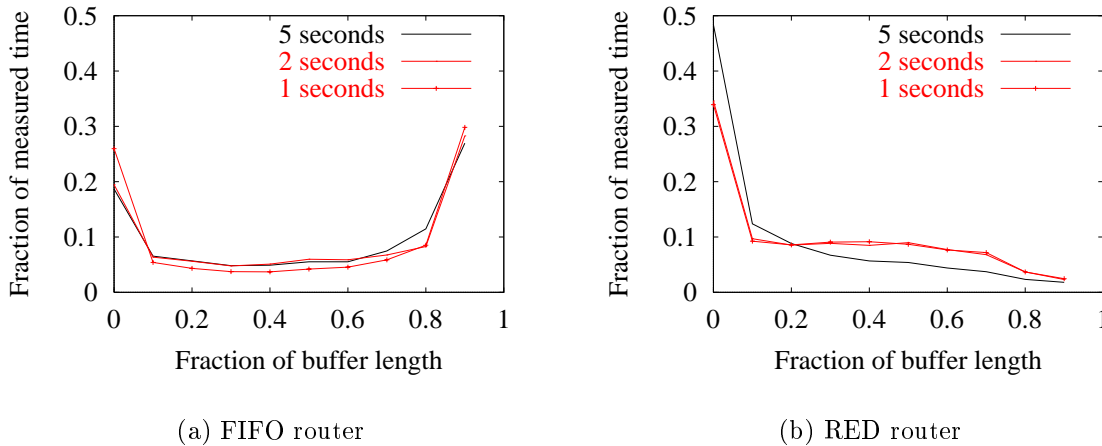 Fraction of measured time
0.5
0.4
0.3
0.2
0.1
0
5 seconds
2 seconds
1 seconds
0 0.2 0.4 0.6 0.8 1
Fraction of buffer length
(a) FIFO router
Fraction of measured time
0.5
0.4
0.3
0.2
0.1
0
5 seconds
2 seconds
1 seconds
0 0.2 0.4 0.6 0.8 1
Fraction of buffer length
(b) RED router